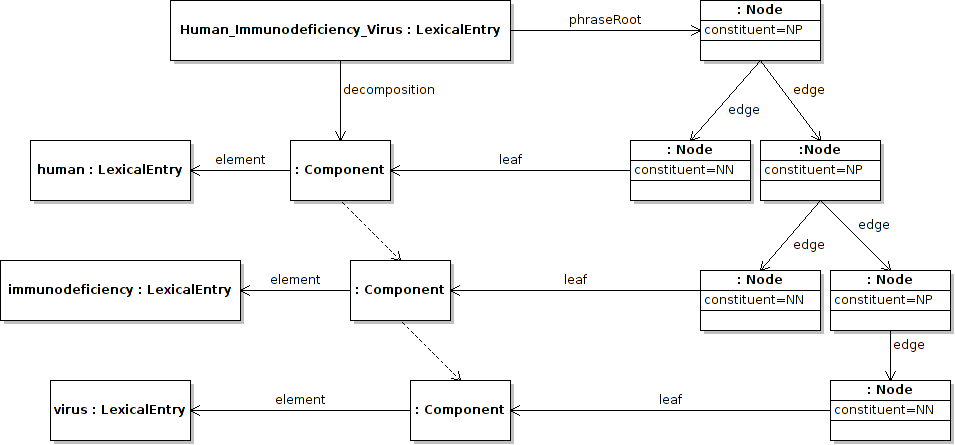 Human_Immunodeficiency_Virus : LexicalEntry
phraseRoot
: Node
constituent=NP
decomposition
edge
edge
human : LexicalEntry
element
: Component
leaf
: Node
constituent=NN
:Node
constituent=NP
edge
edge
immunodeficiency : LexicalEntry
element
: Component
leaf
: Node
constituent=NN
: Node
constituent=NP
edge
virus : LexicalEntry
element
: Component
leaf
: Node
constituent=NN